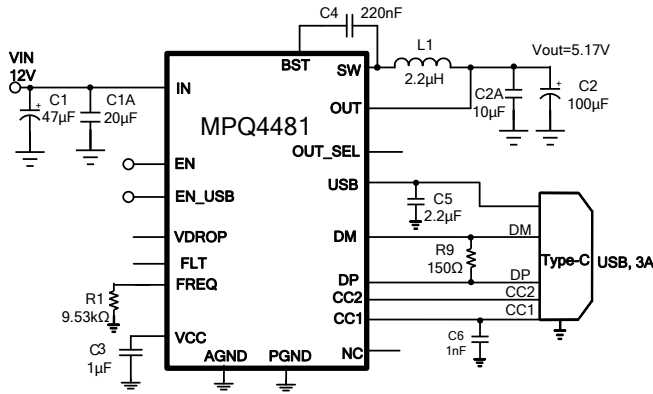 C4 220nF
VIN
12V
BST
L1
Vout=5.17V
SW
2.2µH
IN
C1
47µF
C1A
20µF
OUT
C2A
10µF
C2
100µF
MPQ4481
OUT_SEL
EN
USB
EN_USB
C5
2.2µF
VDROP
DM
DM
R9
150Ω
Type-C
USB, 3A
FLT
FREQ
DP
DP
R1
9.53kΩ
CC2
CC2
CC1
CC1
VCC
C3
1µF
C6
1nF
AGND
PGND
NC